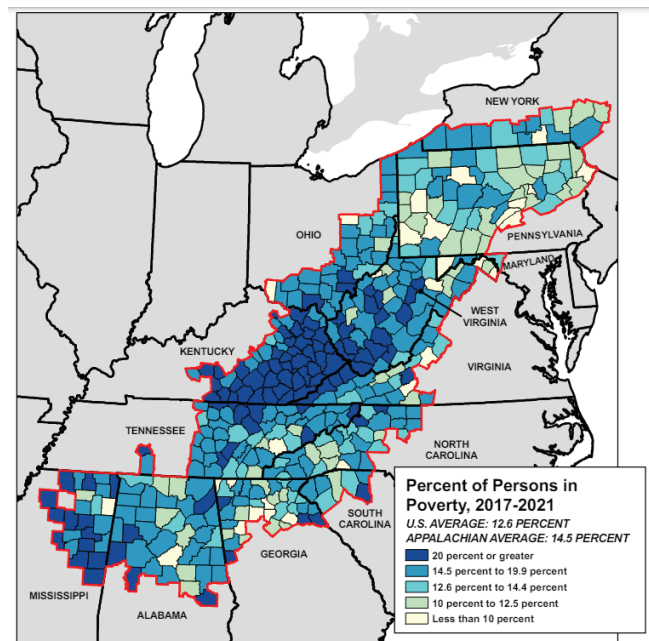 NEW YORK
OHIO
PENNSYLVANIA
MARYLAND
WEST
VIRGINIA
KENTUCKY
VIRGINIA
TENNESSEE
NORTH
CAROLINA
SOUTH
CAROLINA
GEORGIA
MISSISSIPPI
ALABAMA
Percent of Persons in
Poverty, 2017-2021
U.S. AVERAGE: 12.6 PERCENT
APPALACHIAN AVERAGE: 14.5 PERCENT
20 percent or greater
14.5 percent to 19.9 percent
12.6 percent to 14.4 percent
10 percent to 12.5 percent
Less than 10 percent